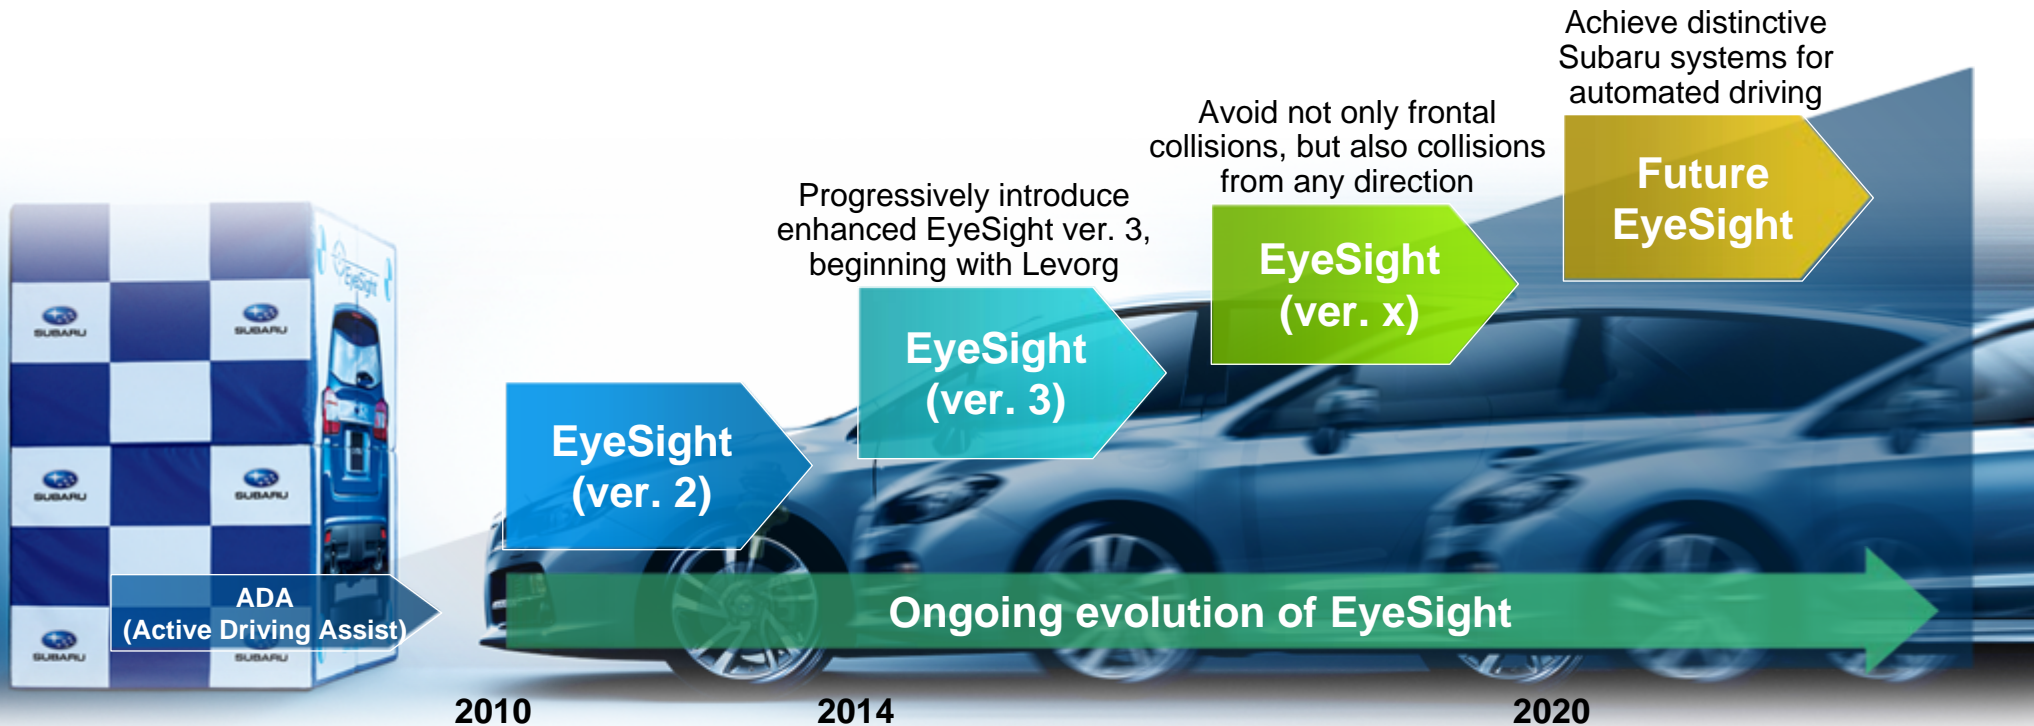 Achieve distinctive
Subaru systems for
automated driving
Avoid not only frontal
collisions, but also collisions
from any direction
Progressively introduce
enhanced EyeSight ver. 3,
beginning with Levorg
Future
EyeSight
EyeSight
(ver. x)
EyeSight
(ver. 3)
EyeSight
(ver. 2)
EyeSight
SUBARU
SUBARU
SUBARU
SUBARU
SUBARU
SUBARU
ADA
(Active Driving Assist)
Ongoing evolution of EyeSight
2010
2014
2020